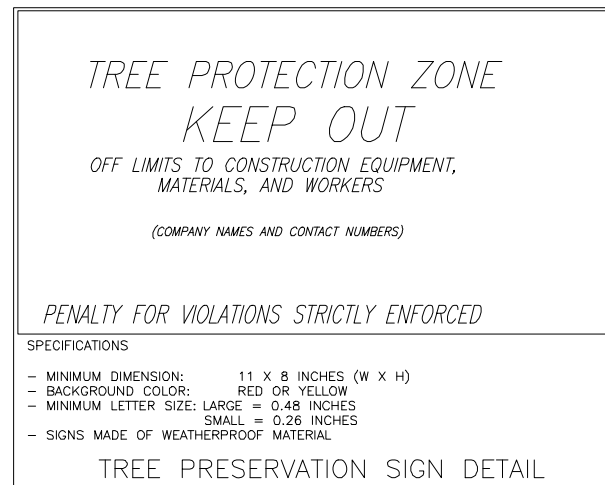 TREE PROTECTION ZONE
KEEP OUT
OFF LIMITS TO CONSTRUCTION EQUIPMENT,
MATERIALS, AND WORKERS
(COMPANY NAMES AND CONTACT NUMBERS)
PENALTY FOR VIOLATIONS STRICTLY ENFORCED
SPECIFICATIONS
– MINIMUM DIMENSION: 11 X 8 INCHES (W X H)
– BACKGROUND COLOR: RED OR YELLOW
– MINIMUM LETTER SIZE: LARGE = 0.48 INCHES
SMALL = 0.26 INCHES
– SIGNS MADE OF WEATHERPROOF MATERIAL
TREE PRESERVATION SIGN DETAIL